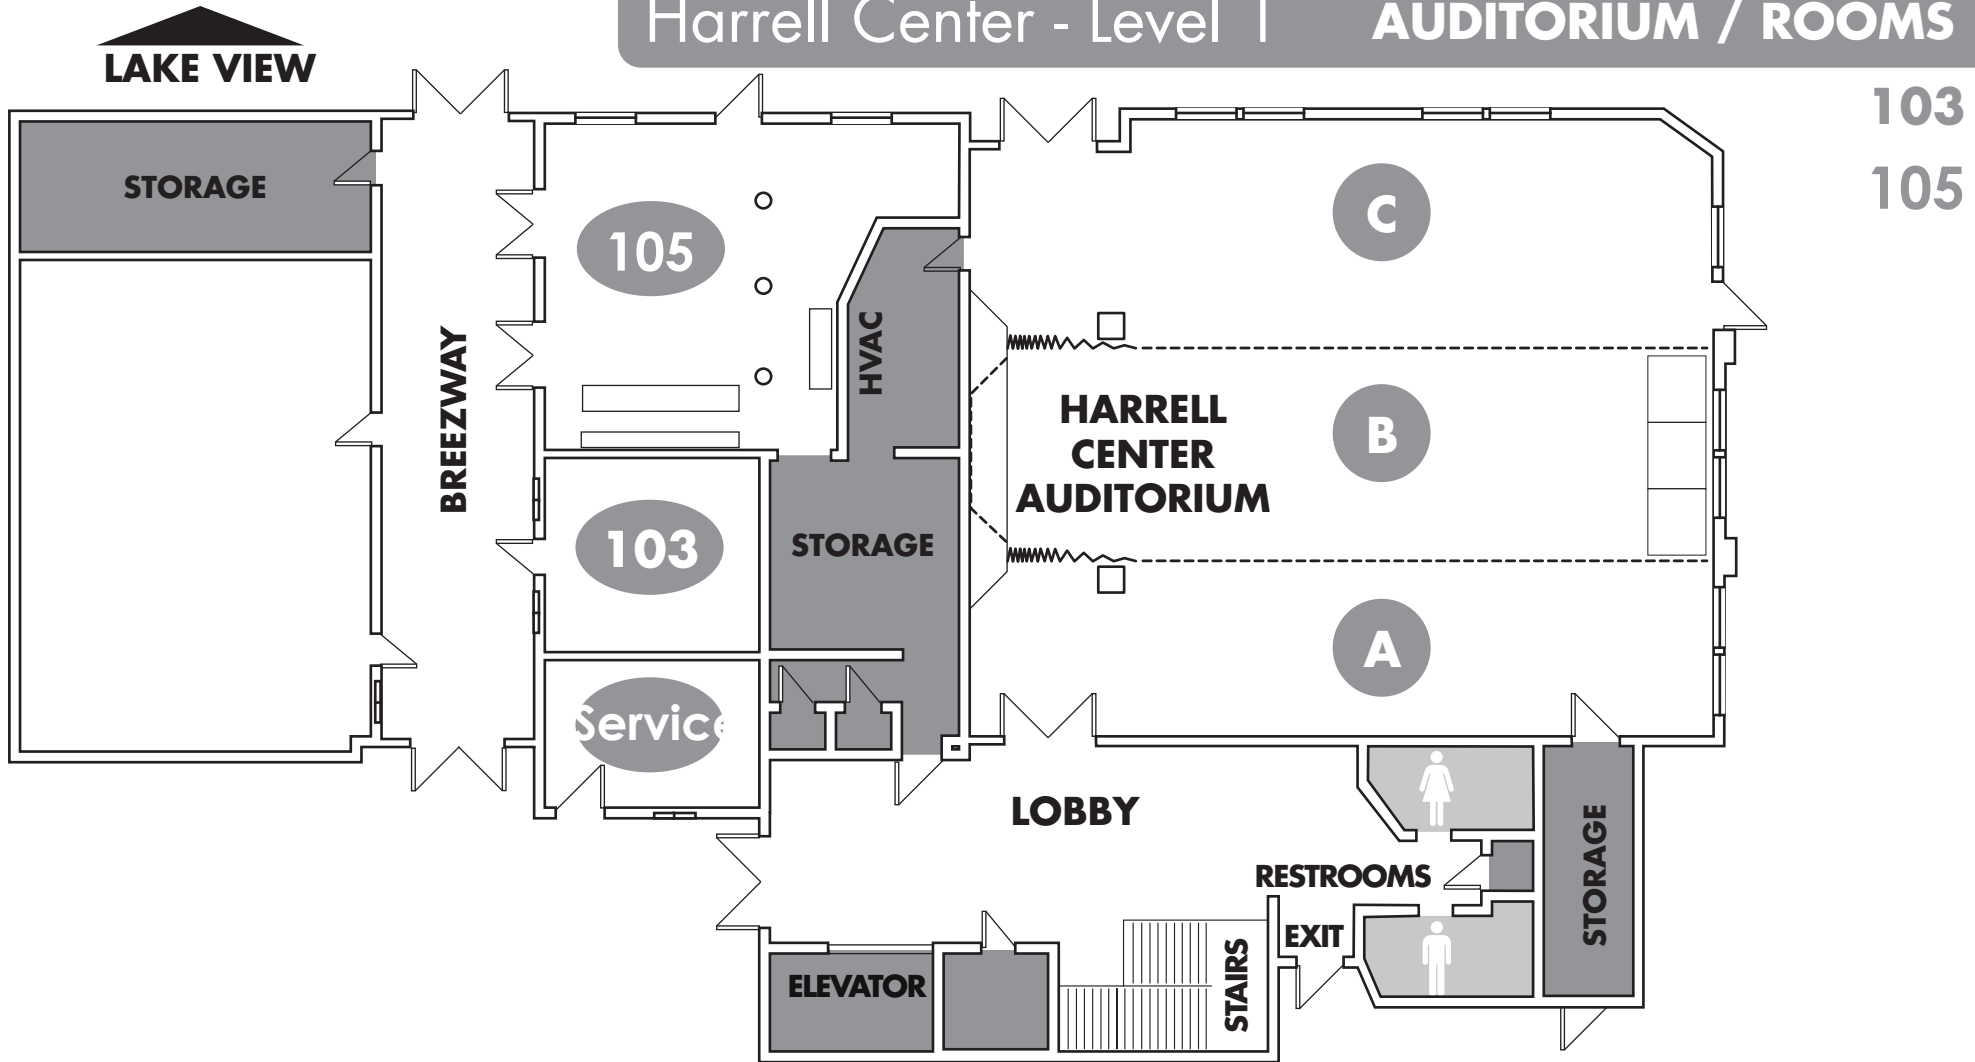 Harrell Center - Level 1
AUDITORIUM / ROOMS
LAKE VIEW
103
105
STORAGE
C
105
HVAC
BREEZWAY
HARRELL
CENTER
AUDITORIUM
B
103
STORAGE
A
Service
LOBBY
STORAGE
RESTROOMS
EXIT
STAIRS
ELEVATOR